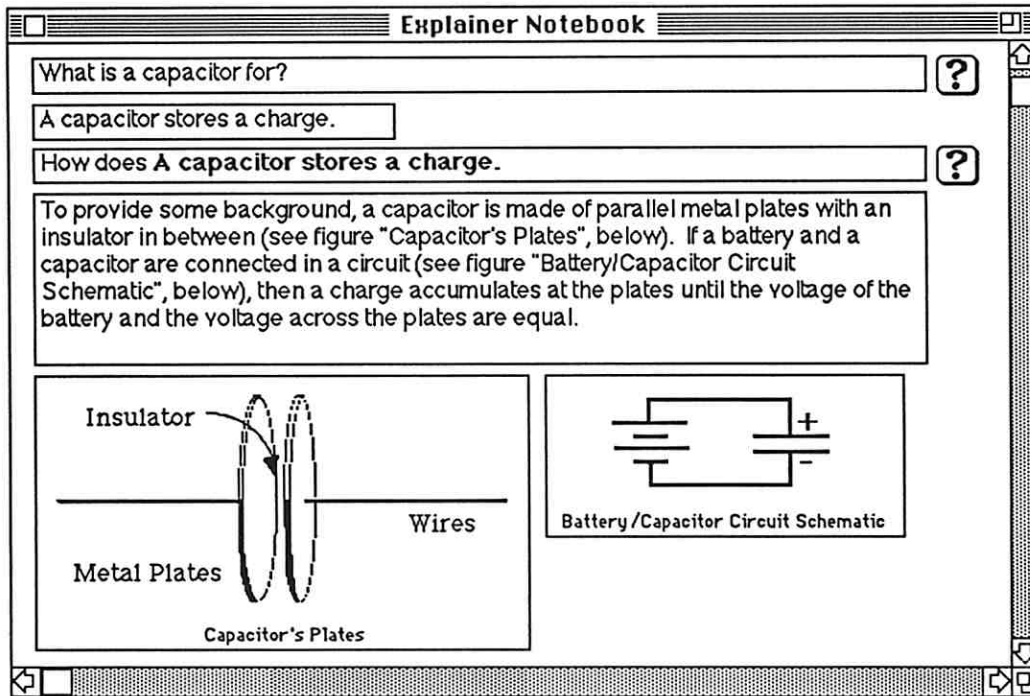 Explainer Notebook
What is a capacitor for?
?
A capacitor stores a charge.
How does A capacitor stores a charge.
?
To provide some background, a capacitor is made of parallel metal plates with an
insulator in between (see figure "Capacitor's Plates", below). If a battery and a
capacitor are connected in a circuit (see figure "Battery/Capacitor Circuit
Schematic", below), then a charge accumulates at the plates until the voltage of the
battery and the voltage across the plates are equal.
Insulator
Wires
Metal Plates
Capacitor's Plates
+
-
Battery/Capacitor Circuit Schematic